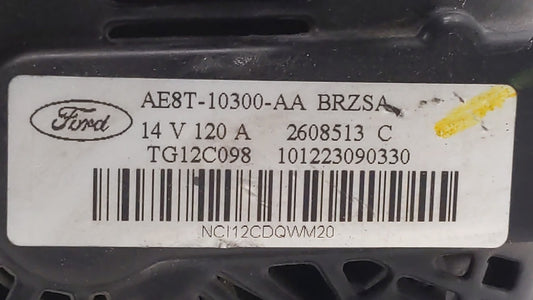 Ford
AE8T-10300-AA BRZSA
14 V 120 A 2608513 C
TG12C098 101223090330
NCI12CDQWM20